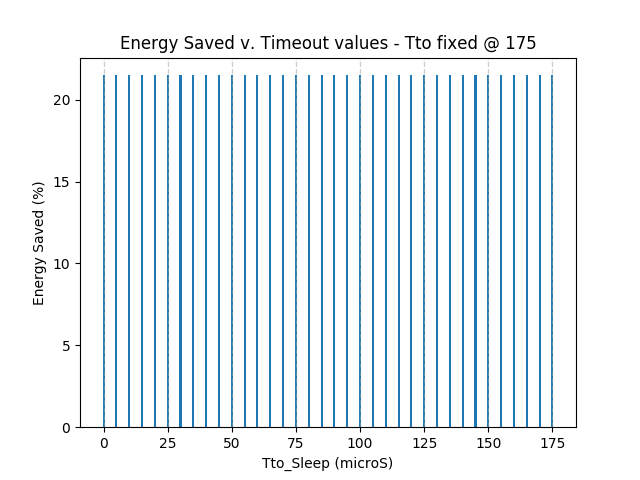 Energy Saved v. Timeout values - Tto fixed @ 175
Energy Saved (%)
20
15
10
5
0
0 25 50 75 100 125 150 175
Tto_Sleep (microS)